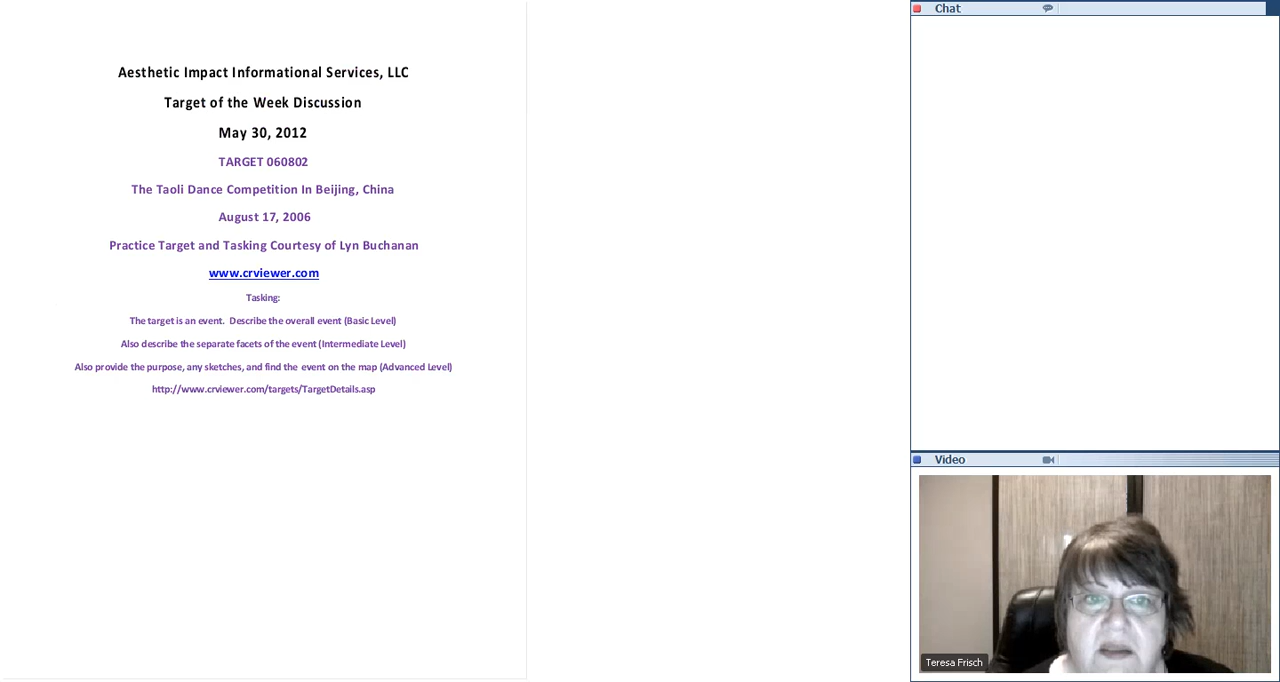 Aesthetic Impact Informational Services, LLC
Target of the Week Discussion
May 30, 2012
TARGET 060802
The Taoli Dance Competition In Beijing, China
August 17, 2006
Practice Target and Tasking Courtesy of Lyn Buchanan
www.crviewer.com
Tasking:
The target is an event. Describe the overall event (Basic Level)
Also describe the separate facets of the event (Intermediate Level)
Also provide the purpose, any sketches, and find the event on the map (Advanced Level)
http://www.crviewer.com/targets/TargetDetails.asp
Chat
Video
Teresa Frisch